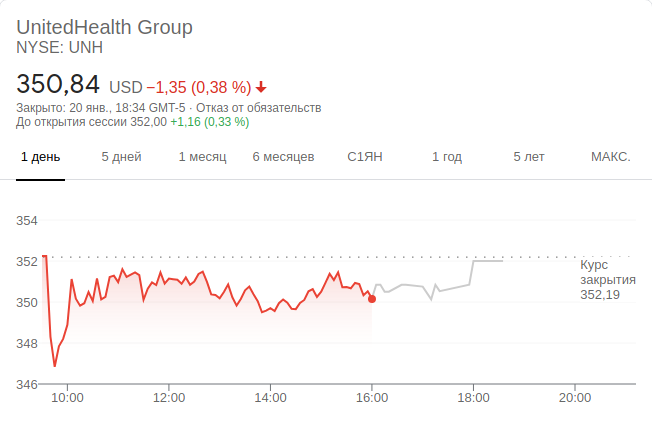 UnitedHealth Group
NYSE: UNH
350,84 USD −1,35 (0,38 %)
Закрыто: 20 янв., 18:34 GMT-5 · Отказ от обязательств
До открытия сессии 352,00 +1,16 (0,33 %)
1 день 5 дней 1 месяц 6 месяцев С1ЯН 1 год 5 лет МАКС.
354
352
350
348
346
Курс
закрытия
352,19
10:00 12:00 14:00 16:00 18:00 20:00